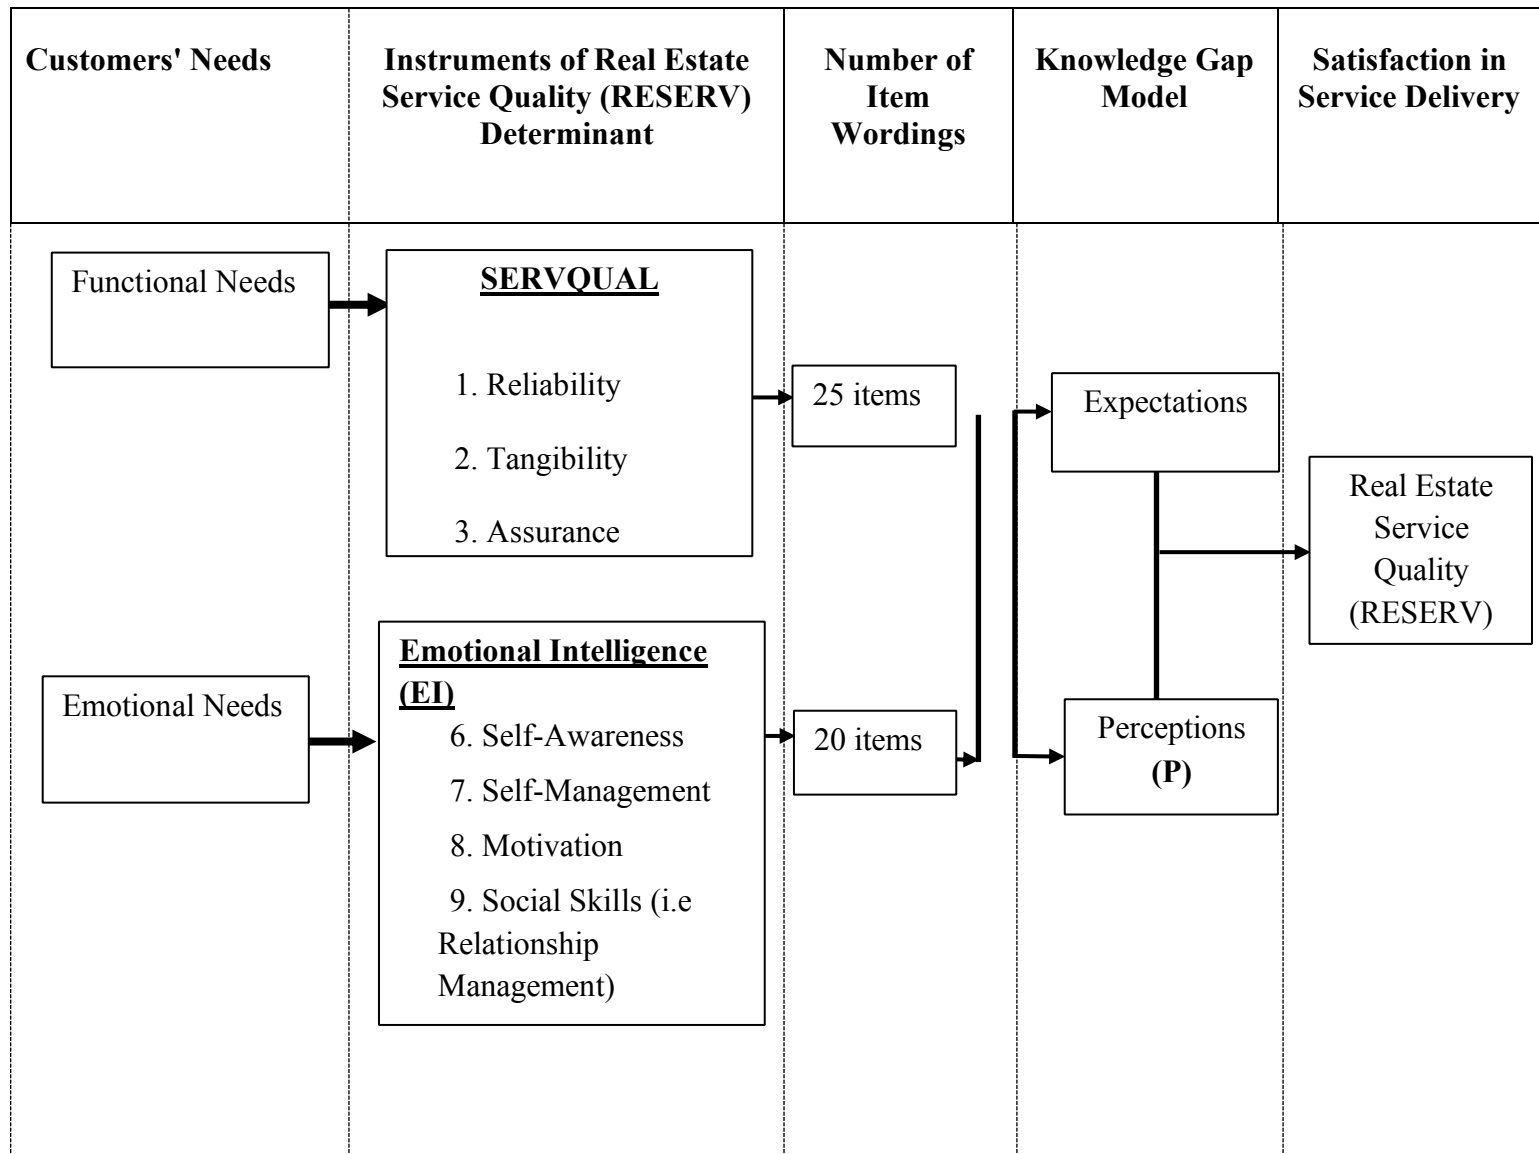 Customers' Needs
Instruments of Real Estate
Service Quality (RESERV)
Determinant
Number of
Item
Wordings
Knowledge Gap
Model
Satisfaction in
Service Delivery
Functional Needs
SERVQUAL
1. Reliability
2. Tangibility
3. Assurance
25 items
Expectations
Real Estate
Service
Quality
(RESERV)
Emotional Needs
Emotional Intelligence
(EI)
6. Self-Awareness
7. Self-Management
8. Motivation
9. Social Skills (i.e
Relationship
Management)
20 items
Perceptions
(P)